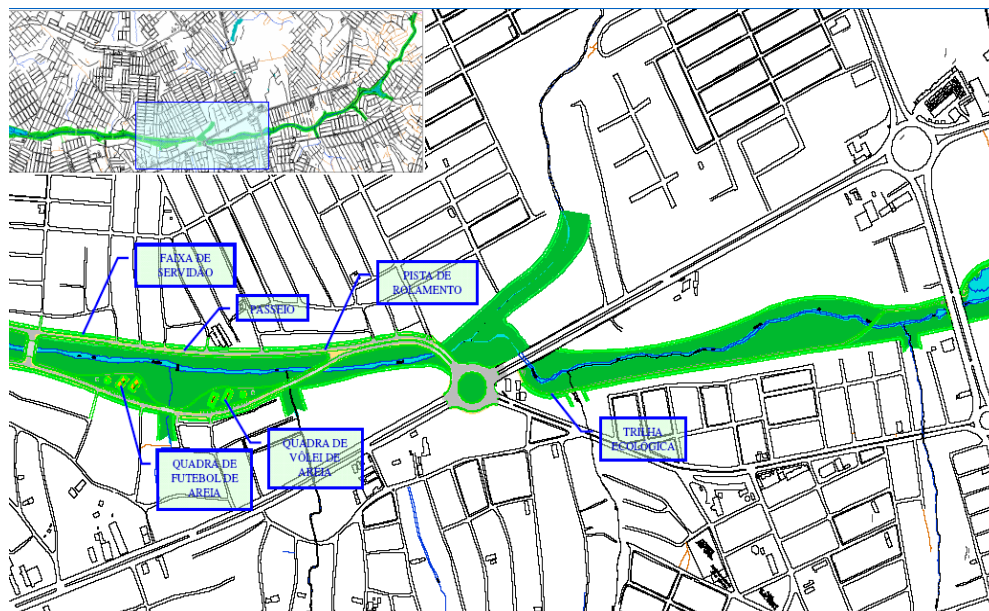 FAIXA DE
SERVIDÃO
PASSEIO
PISTA DE
ROLAMENTO
QUADRA DE
FUTEBOL DE
AREIA
QUADRA DE
VÔLEI DE
AREIA
TRILHA
ECOLÓGICA